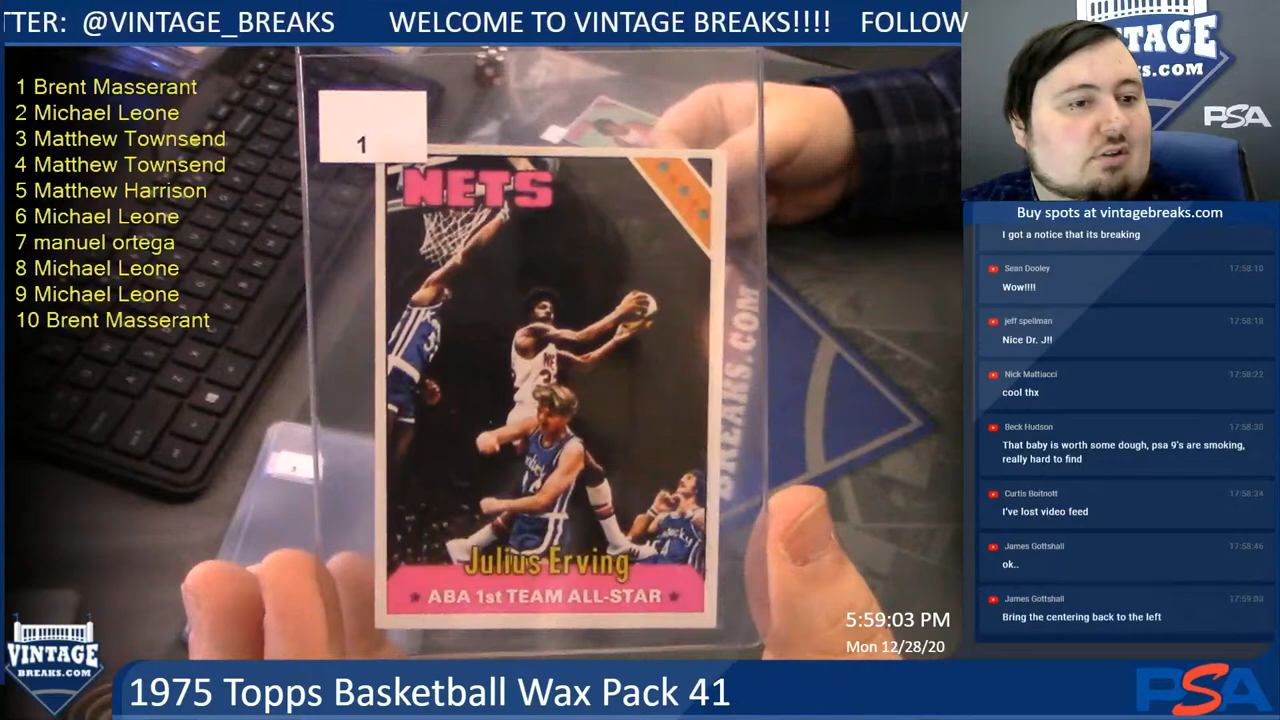 TTER: @VINTAGE_BREAKS WELCOME TO VINTAGE BREAKS!!!! FOLLOW
1 Brent Masserant
2 Michael Leone
3 Matthew Townsend
4 Matthew Townsend
5 Matthew Harrison
6 Michael Leone
7 manuel ortega
8 Michael Leone
9 Michael Leone
10 Brent Masserant
1
NETS
Julius Erving
ABA 1st TEAM ALL-STAR
BREAKS.COM
TAGE
S.COM
PSA
Buy spots at vintagebreaks.com
I got a notice that its breaking
Sean Dooley 17:58:10
Wow!!!!
jeff spellman 17:58:18
Nice Dr. J!!
Nick Mattiacci 17:58:22
cool thx
Beck Hudson 17:58:30
That baby is worth some dough, psa 9's are smoking,
really hard to find
Curtis Boitnott 17:58:34
I've lost video feed
James Gottshall 17:58:46
ok..
James Gottshall 17:59:03
Bring the centering back to the left
5:59:03 PM
Mon 12/28/20
VINTAGE
BREAKS.COM
1975 Topps Basketball Wax Pack 41
PSA